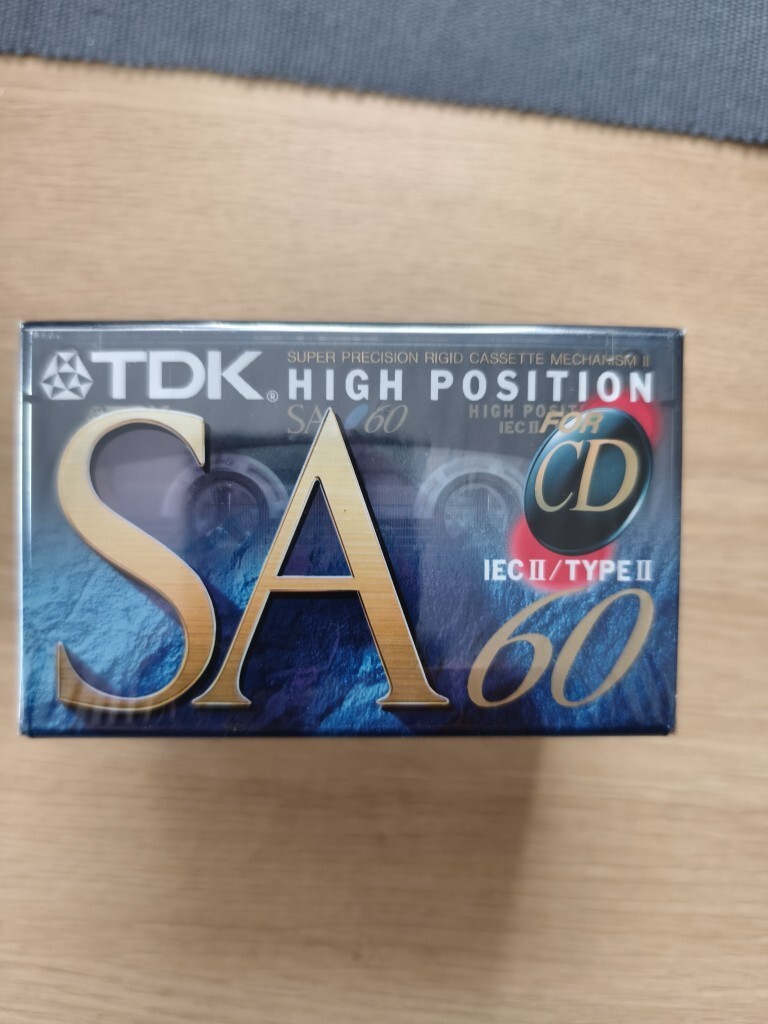 TDK®
SUPER PRECISION RIGID CASSETTE MECHANISM II
HIGH POSITION
SA 60
HIGH POSIT
IEC II
FOR
CD
IEC II/TYPE II
SA
60